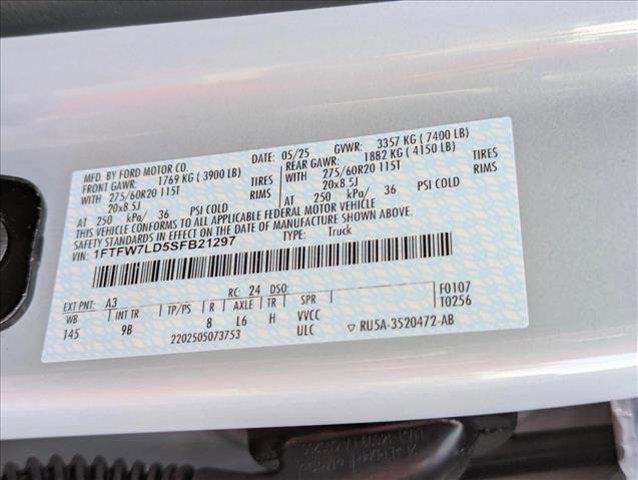 MFD. BY FORD MOTOR CO.
DATE: 05/25 GVWR: 3357 KG ( 7400 LB)
FRONT GAWR: 1769 KG ( 3900 LB)
REAR GAWR: 1882 KG ( 4150 LB)
WITH 275/60R20 115T TIRES
WITH 275/60R20 115T TIRES
20x8.5J RIMS
20x8.5J RIMS
AT 250 kPa/ 36 PSI COLD
AT 250 kPa/ 36 PSI COLD
THIS VEHICLE CONFORMS TO ALL APPLICABLE FEDERAL MOTOR VEHICLE
SAFETY STANDARDS IN EFFECT ON THE DATE OF MANUFACTURE SHOWN ABOVE.
VIN: 1FTFW7LD5SFB21297 TYPE: Truck
EXT PNT: A3 RC: 24 DSO: F0107
WB INT TR TP/PS R AXLE TR SPR T0256
145 9B 8 L6 H VVCC
2202505073753 ULC ▽ RU5A-3520472-AB